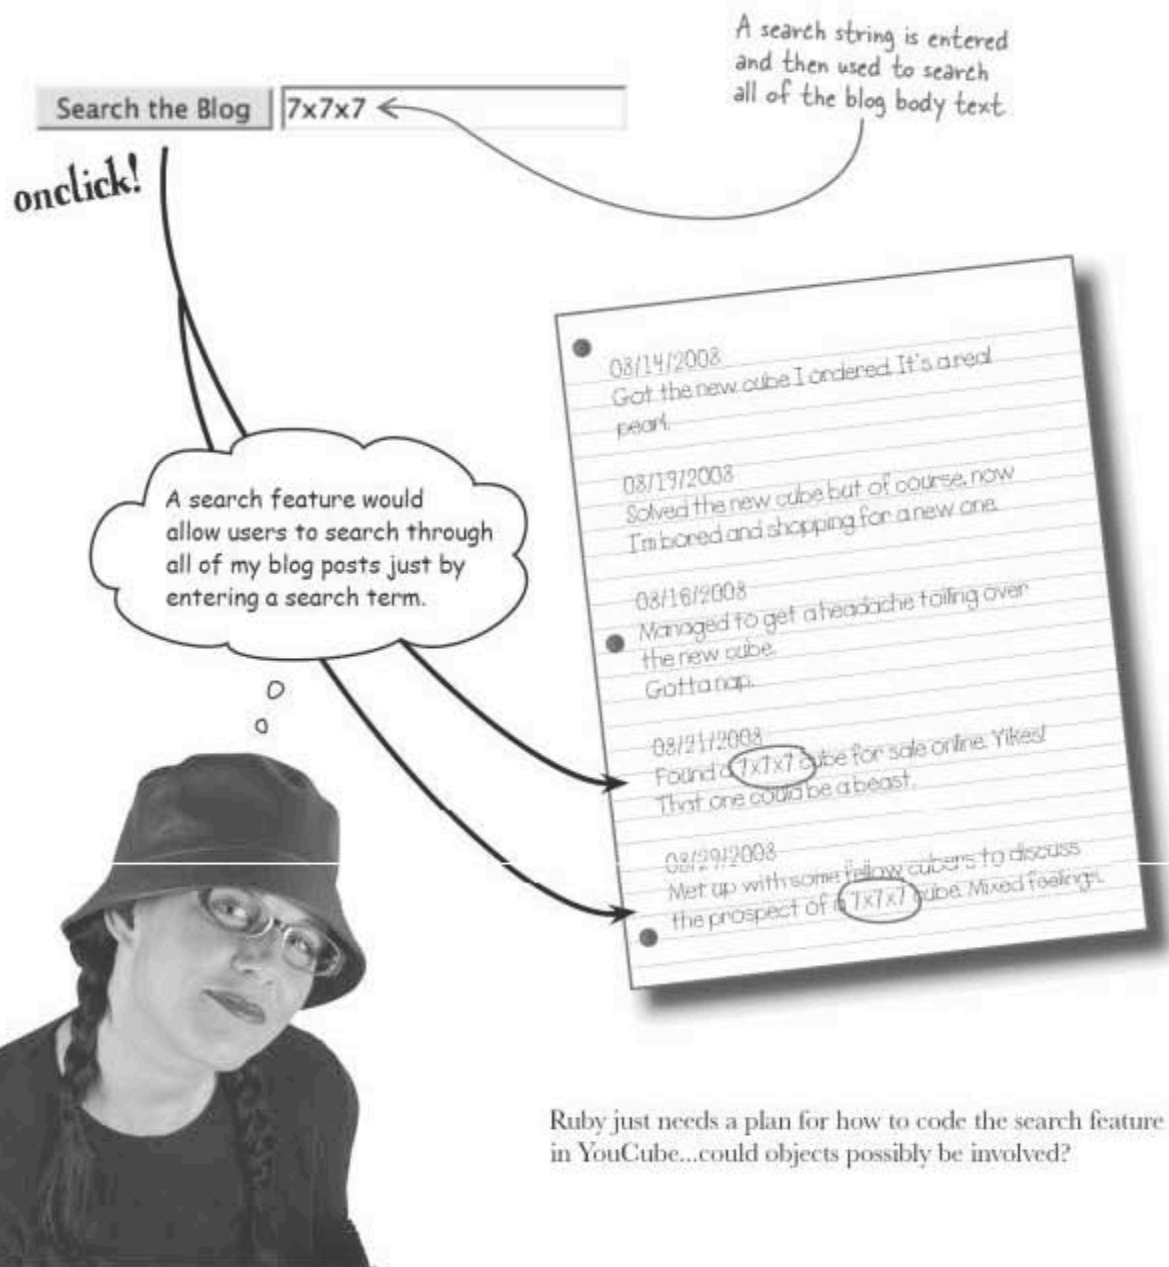 A search string is entered
and then used to search
all of the blog body text.
Search the Blog
7x7x7
onclick!
08/14/2008
Got the new cube I ordered. It's a real
pearl.
08/19/2008
Solved the new cube but of course, now
I'm bored and shopping for a new one.
08/16/2008
Managed to get a headache toiling over
the new cube.
Gotta nap.
08/21/2008
Found a 7x7x7 cube for sale online. Yikes!
That one could be a beast.
08/29/2008
Met up with some fellow cubers to discuss
the prospect of a 7x7x7 cube. Mixed feelings.
A search feature would
allow users to search through
all of my blog posts just by
entering a search term.
Ruby just needs a plan for how to code the search feature
in YouCube...could objects possibly be involved?